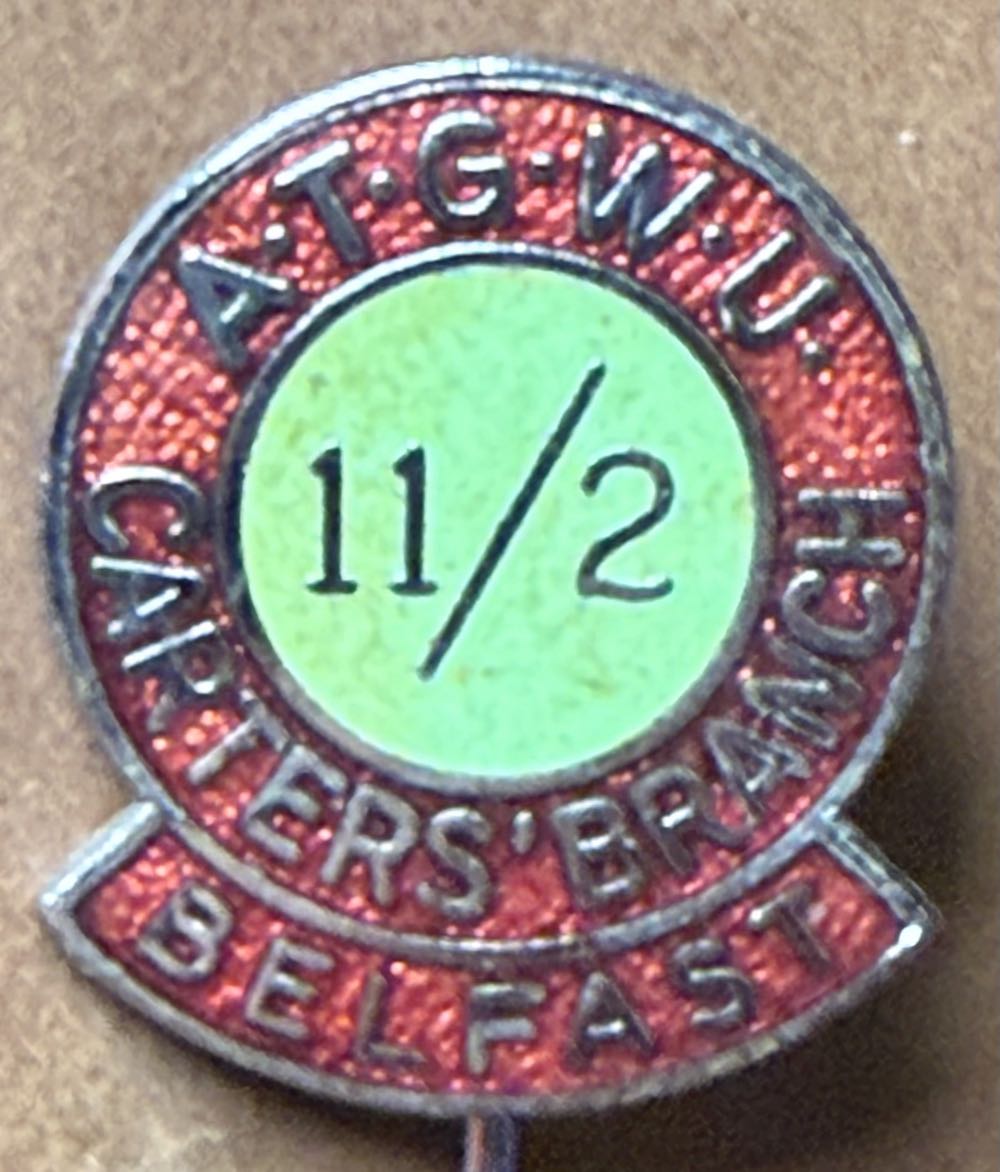 A·T·G·W·U·
11/2
CARTERS' BRANCH
BELFAST